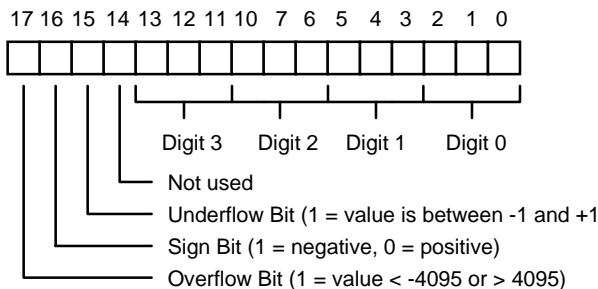 17 16 15 14 13 12 11 10 7 6 5 4 3 2 1 0
Digit 3 Digit 2 Digit 1 Digit 0
Not used
Underflow Bit (1 = value is between -1 and +1
Sign Bit (1 = negative, 0 = positive)
Overflow Bit (1 = value < -4095 or > 4095)